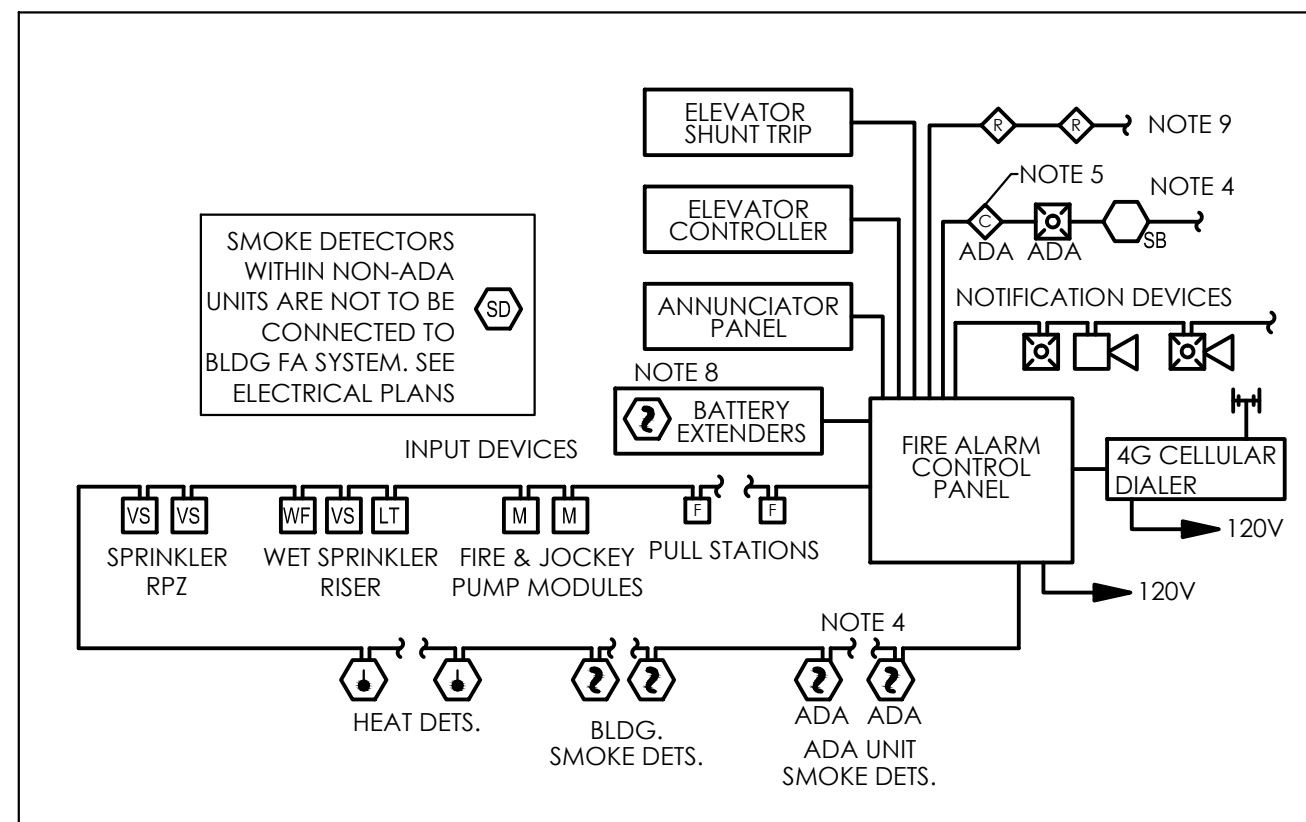 ELEVATOR
SHUNT TRIP
R
R
NOTE 9
NOTE 5
NOTE 4
C
ADA
ADA
SB
ELEVATOR
CONTROLLER
SMOKE DETECTORS
WITHIN NON-ADA
UNITS ARE NOT TO BE
CONNECTED TO
BLDG FA SYSTEM. SEE
ELECTRICAL PLANS
SD
ANNUNCIATOR
PANEL
NOTIFICATION DEVICES
NOTE 8
BATTERY
EXTENDERS
FIRE ALARM
CONTROL
PANEL
4G CELLULAR
DIALER
120V
120V
INPUT DEVICES
VS
VS
WF
VS
LT
M
M
F
F
SPRINKLER
RPZ
WET SPRINKLER
RISER
FIRE & JOCKEY
PUMP MODULES
PULL STATIONS
NOTE 4
HEAT DETS.
BLDG.
SMOKE DETS.
ADA
ADA
ADA UNIT
SMOKE DETS.